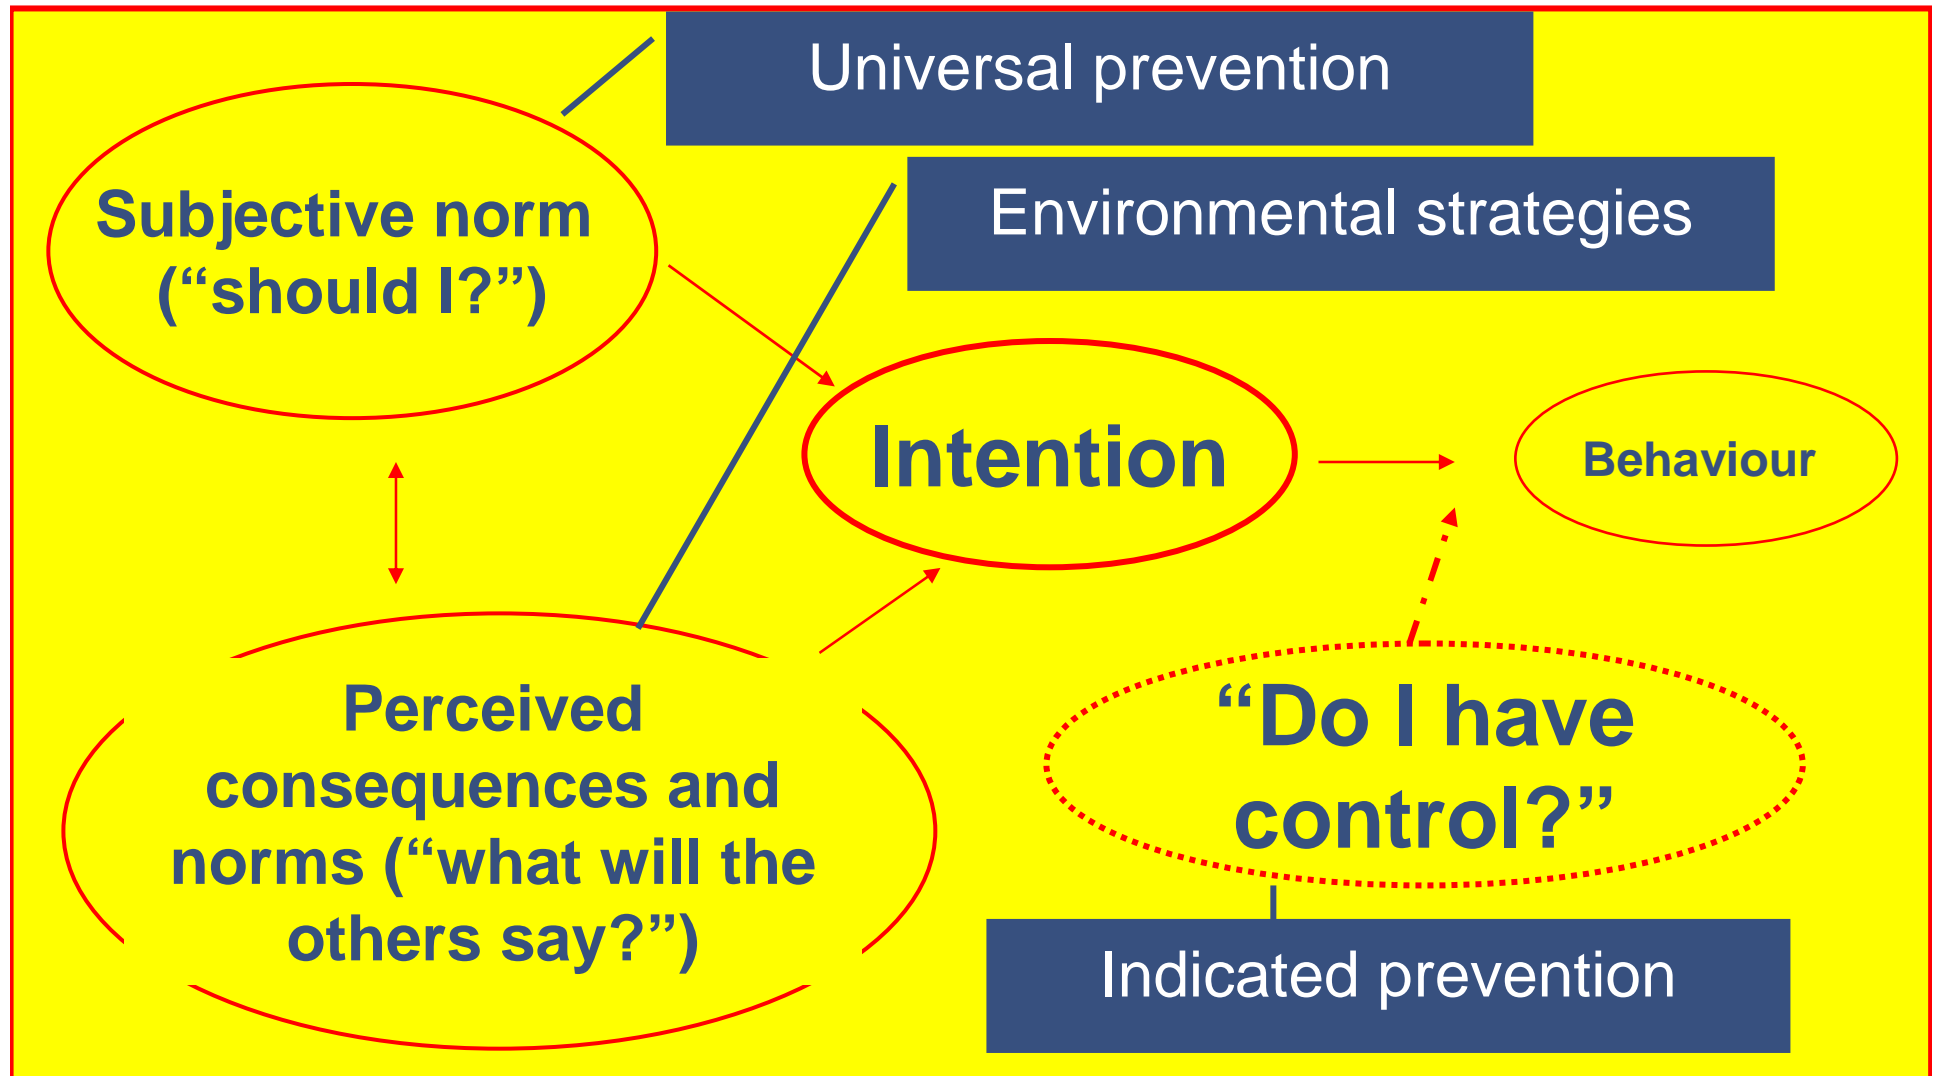 Universal prevention
Environmental strategies
Subjective norm
(“should I?”)
Intention
Behaviour
Perceived
consequences and
norms (“what will the
others say?”)
“Do I have
control?”
Indicated prevention